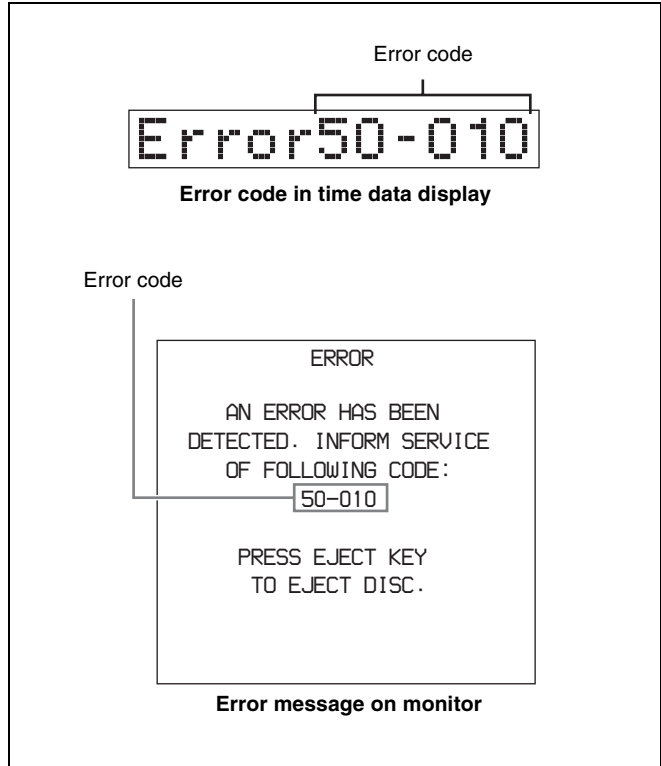 Error code
Error50-010
Error code in time data display
Error code
ERROR
AN ERROR HAS BEEN
DETECTED. INFORM SERVICE
OF FOLLOWING CODE:
50-010
PRESS EJECT KEY
TO EJECT DISC.
Error message on monitor